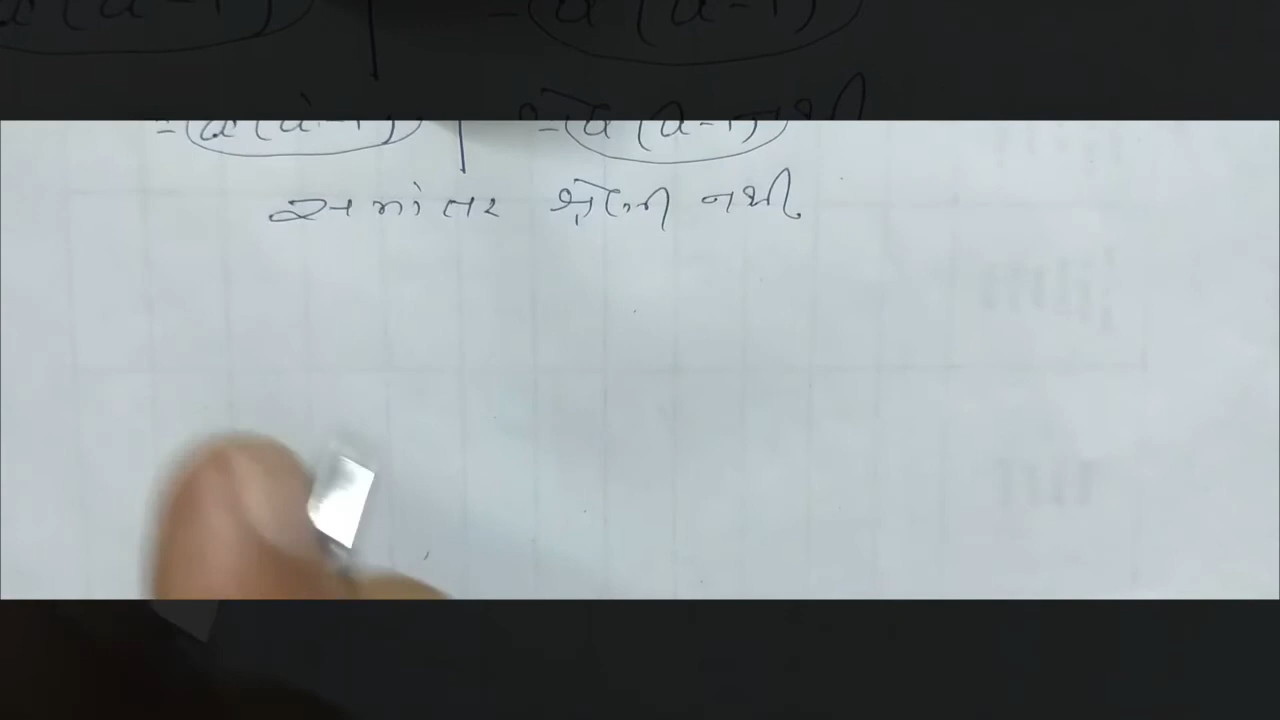 = a (a-1) = a (a-1)
સમાંતર શ્રેણી નથી